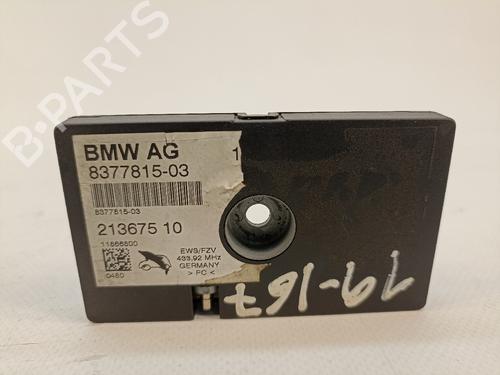 B-PARTS
BMW AG 1
8377815-03
8377815-03
213675 10
11866800
0480
EWS/FZV
433.92 MHz
GERMANY
> PC <
19-167